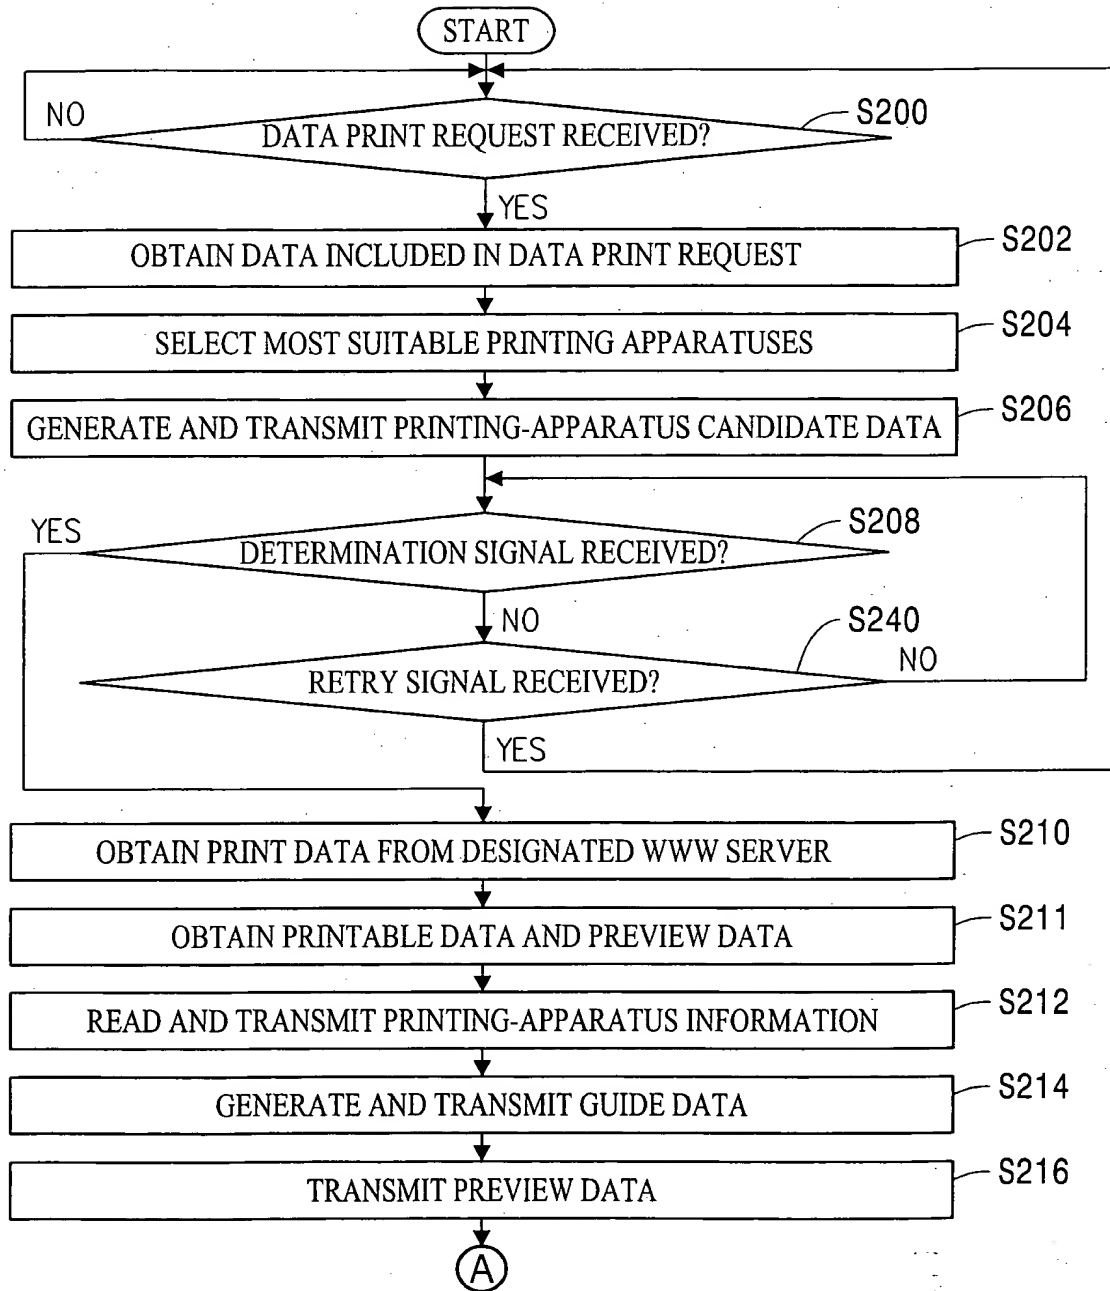 START
NO
DATA PRINT REQUEST RECEIVED?
S200
YES
OBTAIN DATA INCLUDED IN DATA PRINT REQUEST
S202
SELECT MOST SUITABLE PRINTING APPARATUSES
S204
GENERATE AND TRANSMIT PRINTING-APPARATUS CANDIDATE DATA
S206
YES
DETERMINATION SIGNAL RECEIVED?
S208
NO
S240
RETRY SIGNAL RECEIVED?
NO
YES
OBTAIN PRINT DATA FROM DESIGNATED WWW SERVER
S210
OBTAIN PRINTABLE DATA AND PREVIEW DATA
S211
READ AND TRANSMIT PRINTING-APPARATUS INFORMATION
S212
GENERATE AND TRANSMIT GUIDE DATA
S214
TRANSMIT PREVIEW DATA
S216
A